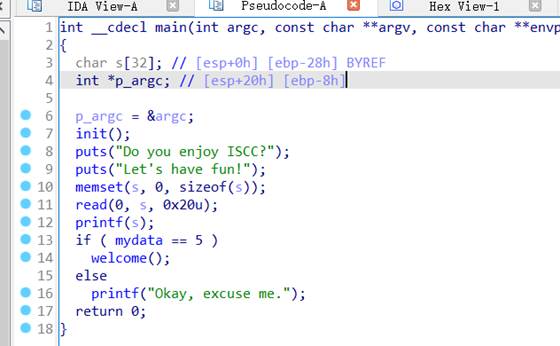 IDA View-A Pseudocode-A Hex View-1
1 int __cdecl main(int argc, const char **argv, const char **envp
2 {
3 char s[32]; // [esp+0h] [ebp-28h] BYREF
4 int *p_argc; // [esp+20h] [ebp-8h]
5
6 p_argc = &argc;
7 init();
8 puts("Do you enjoy ISCC?");
9 puts("Let's have fun!");
10 memset(s, 0, sizeof(s));
11 read(0, s, 0x20u);
12 printf(s);
13 if ( mydata == 5 )
14 welcome();
15 else
16 printf("Okay, excuse me.");
17 return 0;
18 }